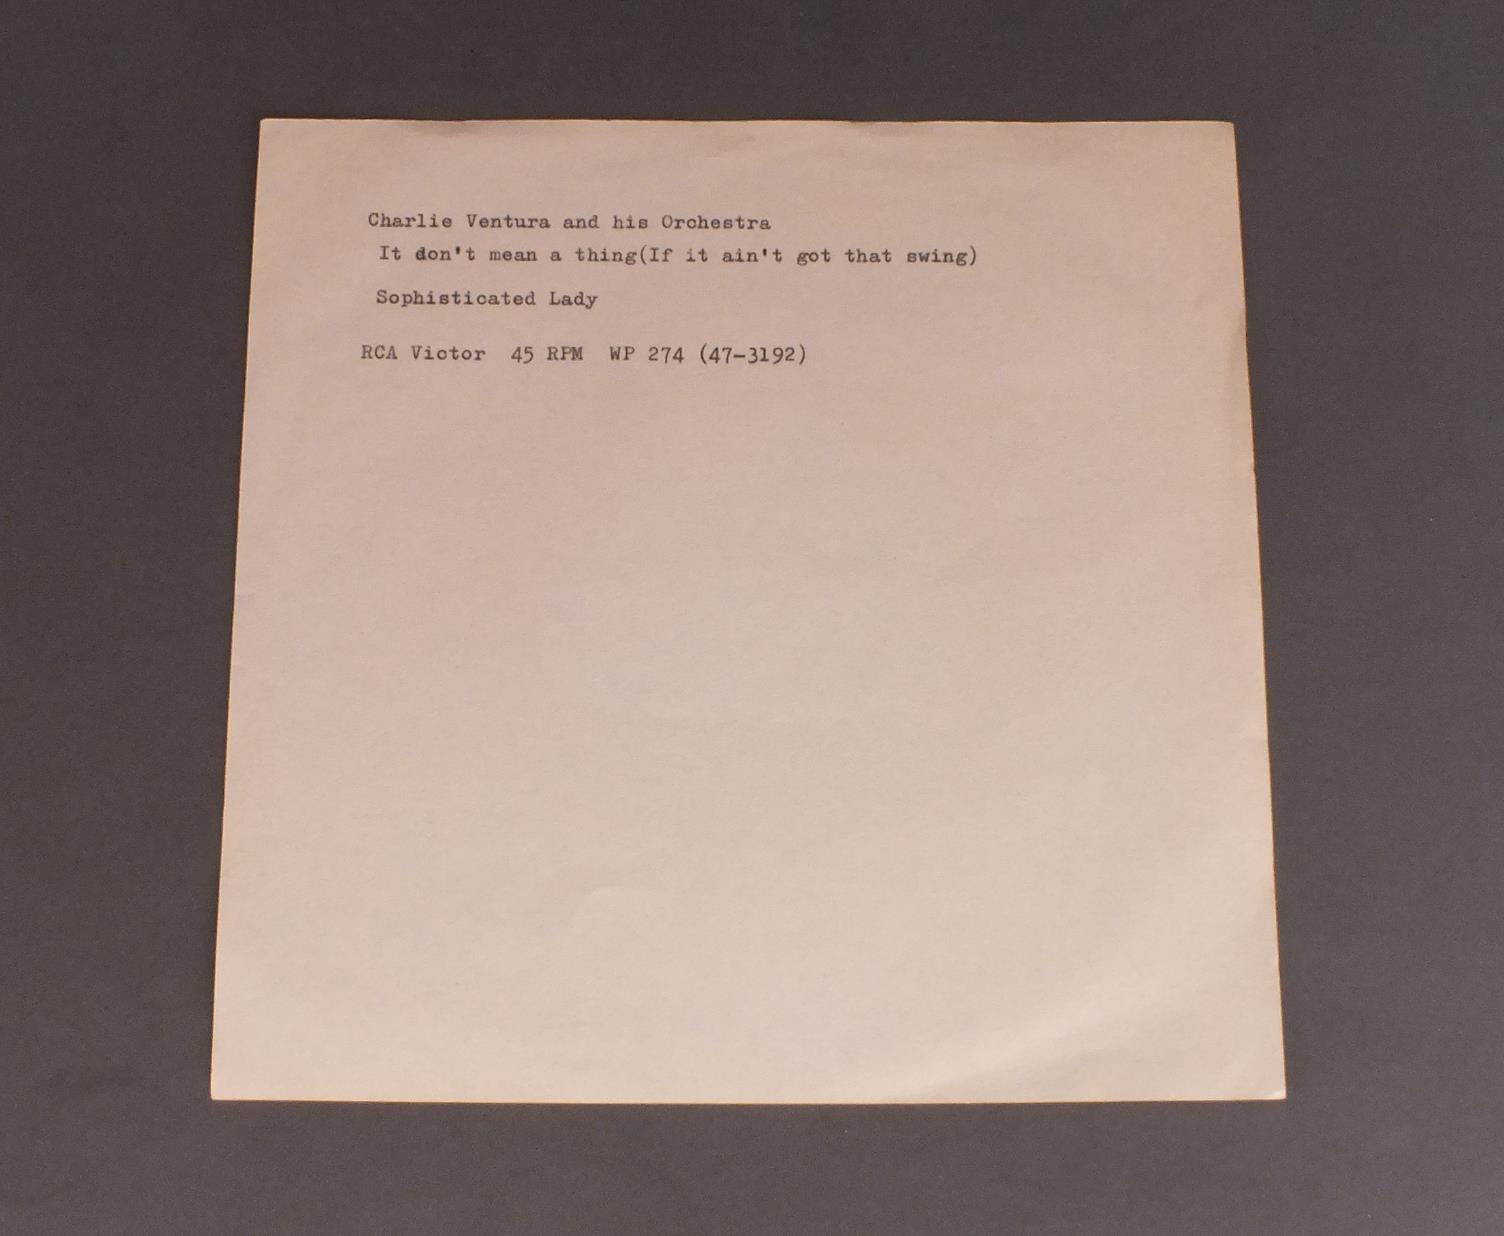 Charlie Ventura and his Orchestra
It don't mean a thing(If it ain't got that swing)
Sophisticated Lady
RCA Victor 45 RPM WP 274 (47-3192)